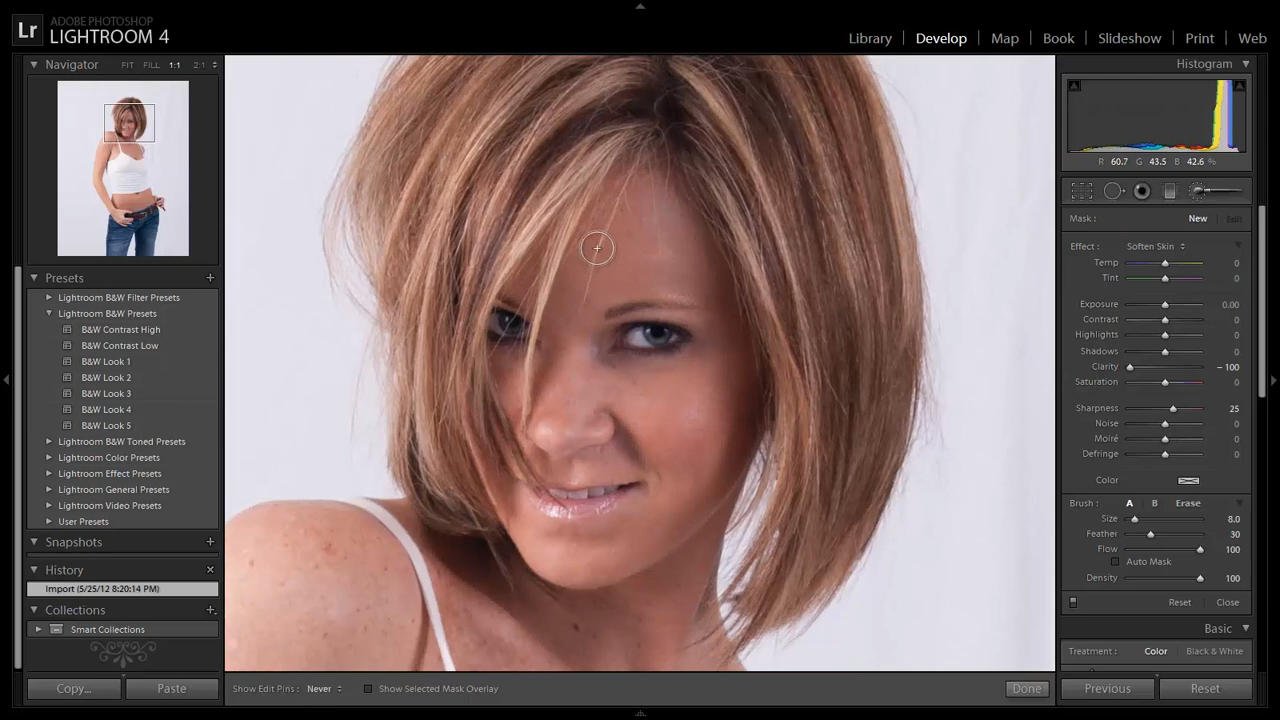 Lr
ADOBE PHOTOSHOP
LIGHTROOM 4
Library
Develop
Map
Book
Slideshow
Print
Web
Navigator
FIT FILL 1:1 2:1
Presets
Lightroom B&W Filter Presets
Lightroom B&W Presets
B&W Contrast High
B&W Contrast Low
B&W Look 1
B&W Look 2
B&W Look 3
B&W Look 4
B&W Look 5
Lightroom B&W Toned Presets
Lightroom Color Presets
Lightroom Effect Presets
Lightroom General Presets
Lightroom Video Presets
User Presets
Snapshots
History
Import (5/25/12 8:20:14 PM)
Collections
Smart Collections
Copy...
Paste
Show Edit Pins : Never
Show Selected Mask Overlay
Done
Histogram
R 60.7 G 43.5 B 42.6 %
Mask : New Edit
Effect : Soften Skin
Temp 0
Tint 0
Exposure 0.00
Contrast 0
Highlights 0
Shadows 0
Clarity – 100
Saturation 0
Sharpness 25
Noise 0
Moiré 0
Defringe 0
Color
Brush : A B Erase
Size 8.0
Feather 30
Flow 100
Auto Mask
Density 100
Reset Close
Basic
Treatment : Color Black & White
Previous
Reset